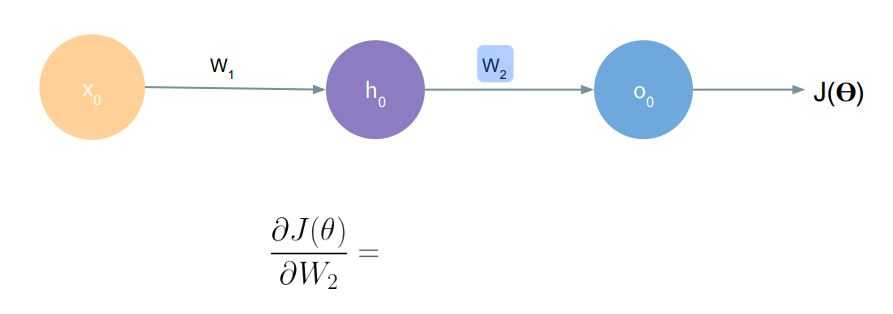 x₀ W₁ h₀ W₂ o₀ J(Θ)
∂J(θ)
∂W₂ =